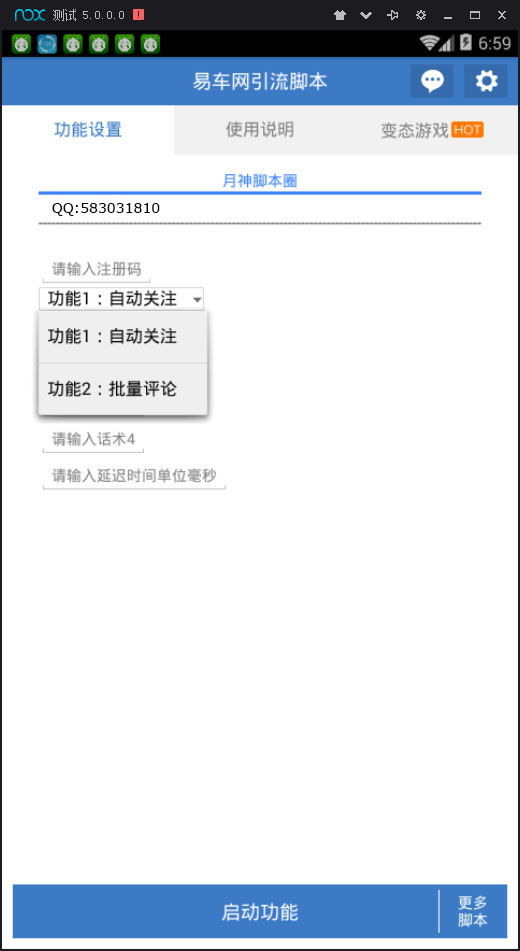 nox 测试 5.0.0.0
6:59
易车网引流脚本
功能设置 使用说明 变态游戏 HOT
月神脚本圈
QQ:583031810
请输入注册码
功能1：自动关注
功能1：自动关注
功能2：批量评论
请输入话术4
请输入延迟时间单位毫秒
启动功能
更多
脚本